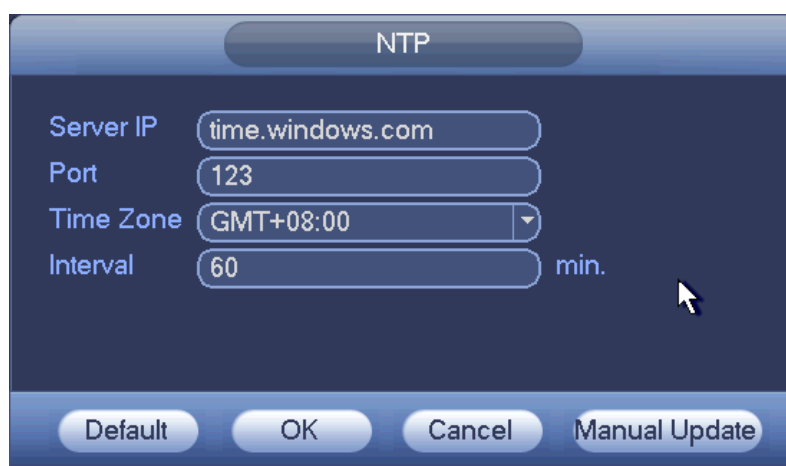 NTP
Server IP time.windows.com
Port 123
Time Zone GMT+08:00
Interval 60 min.
Default OK Cancel Manual Update